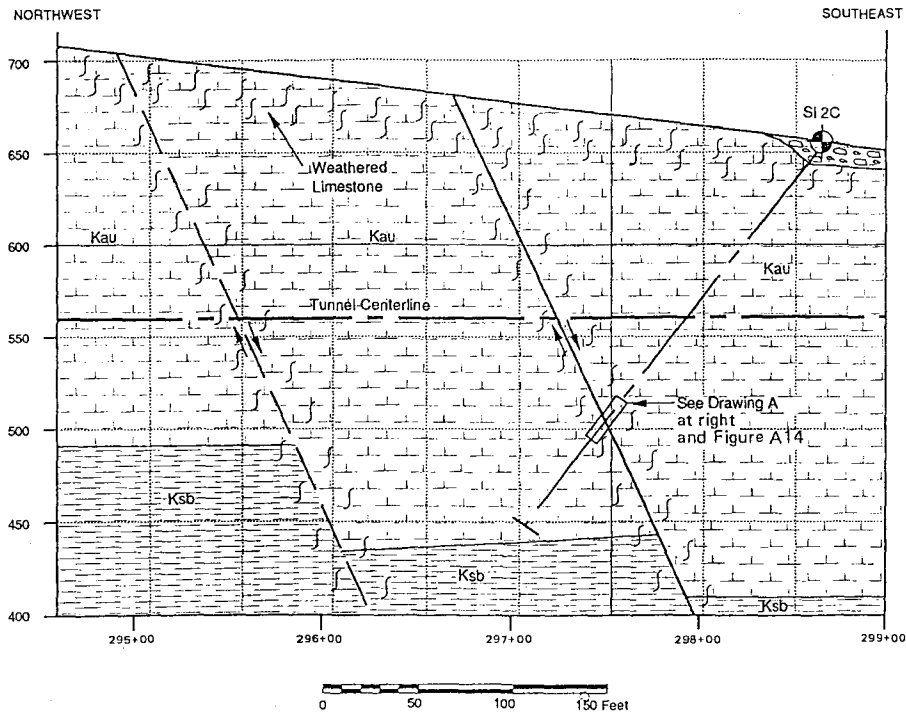 NORTHWEST
SOUTHEAST
700
650
600
550
500
450
400
SI 2C
Weathered
Limestone
Kau
Kau
Kau
Tunnel Centerline
See Drawing A
at right
and Figure A14
Ksb
Ksb
Ksb
295+00
296+00
297+00
298+00
299+00
0
50
100
150 Feet